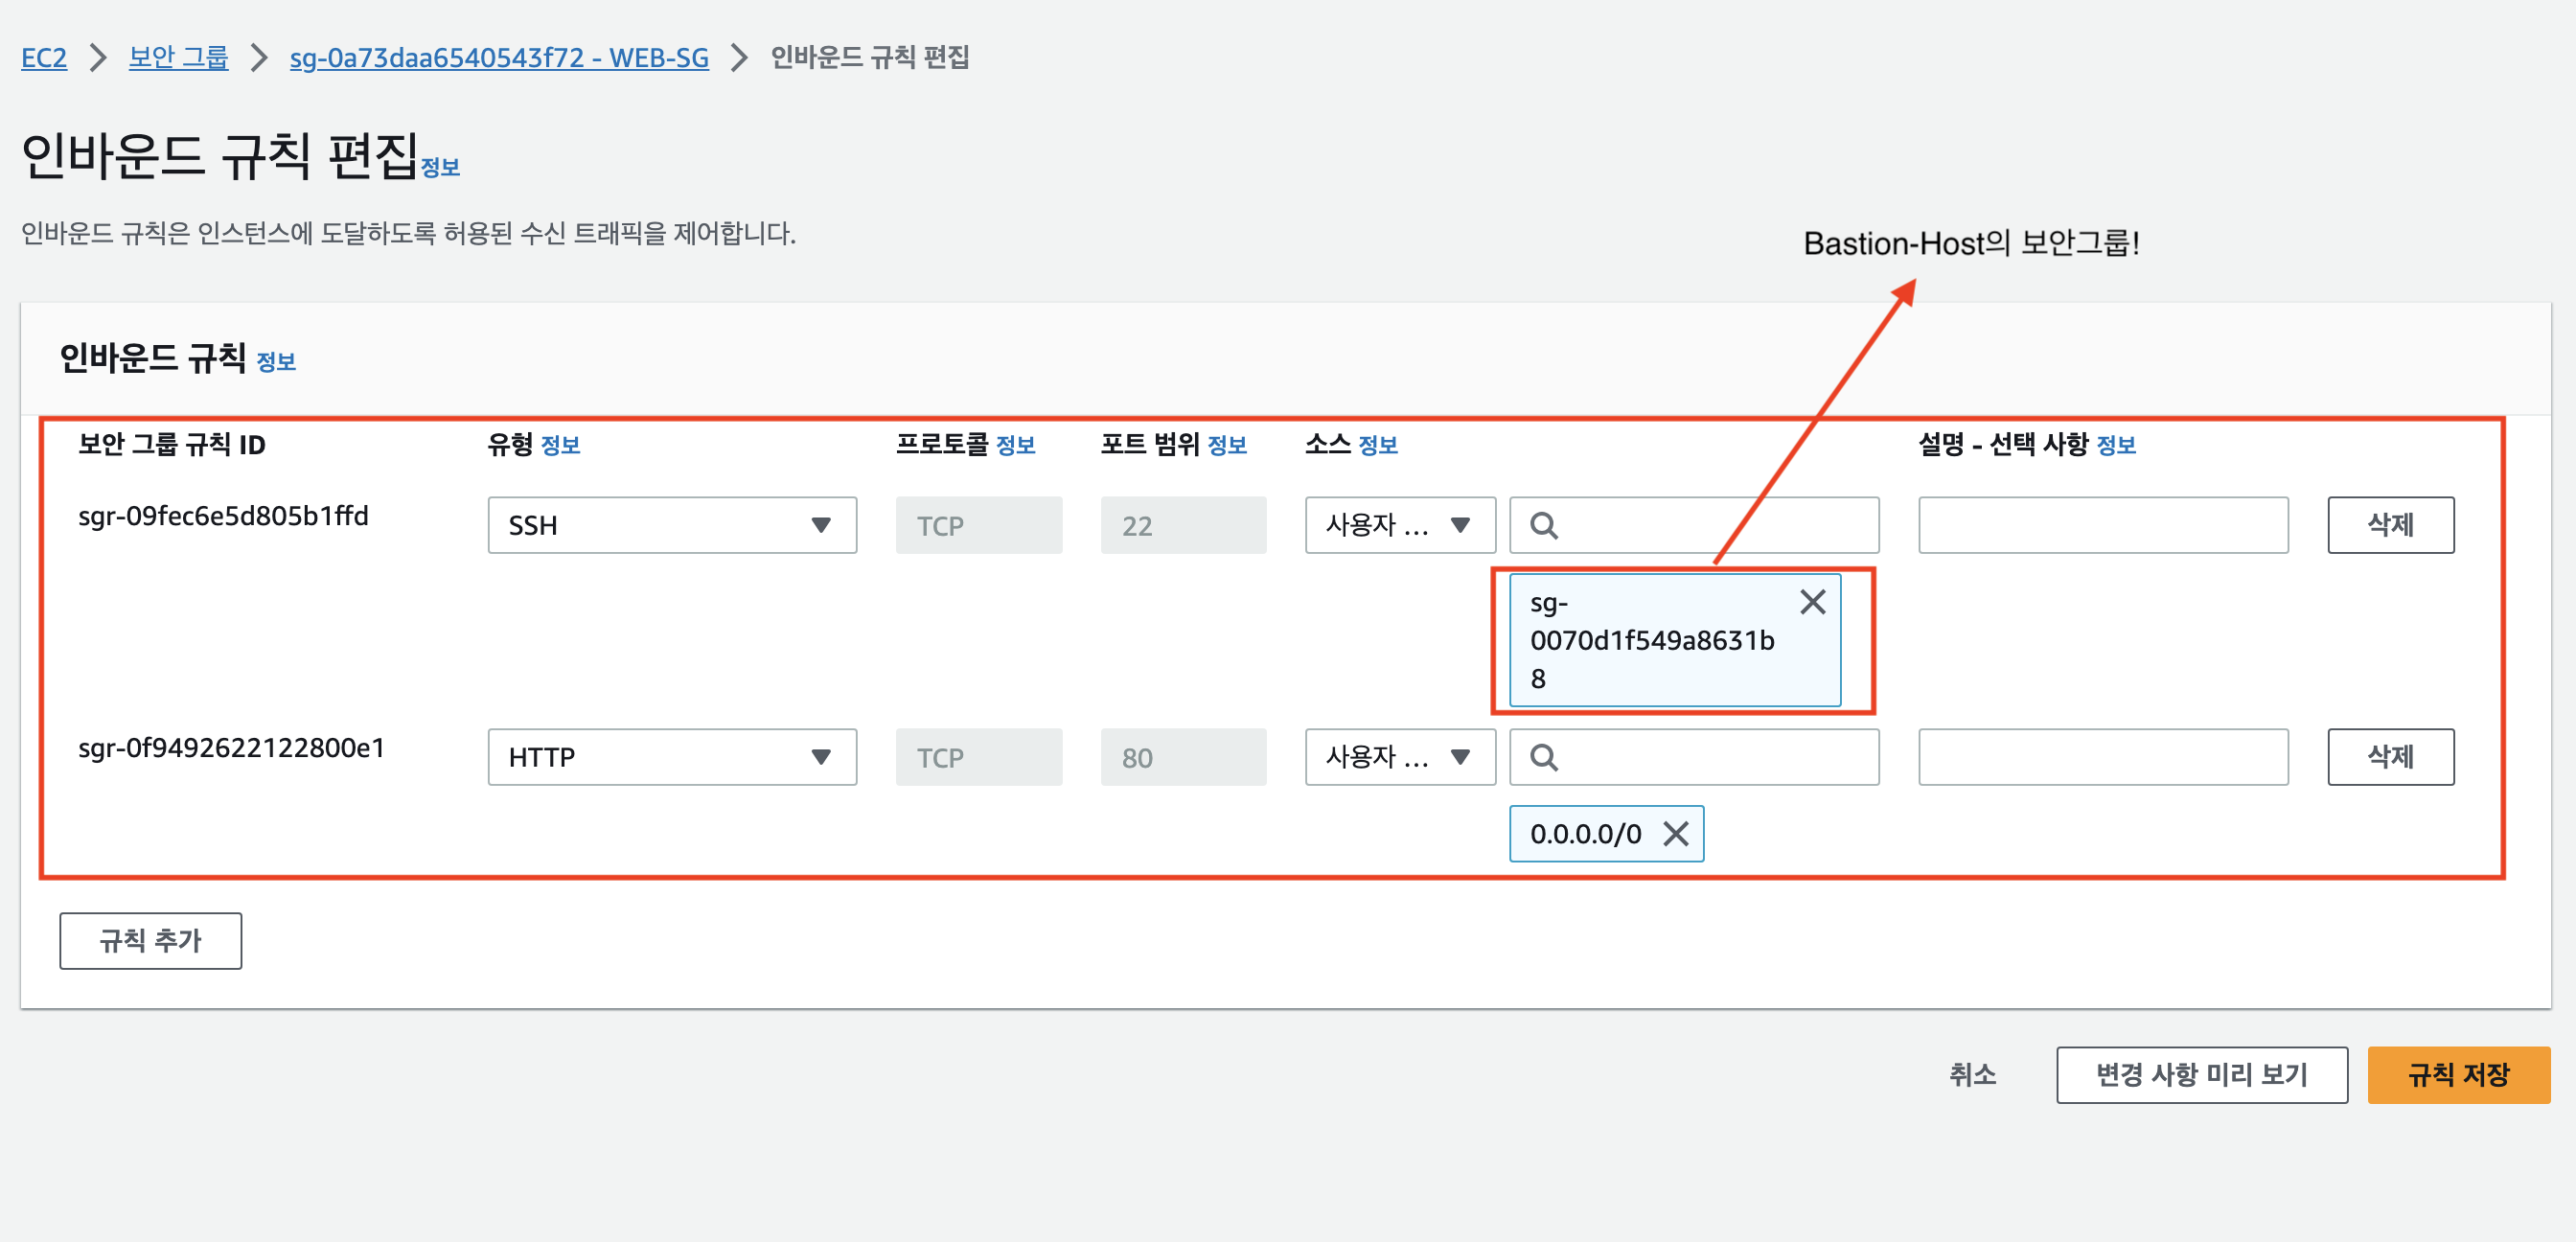 EC2 > 보안 그룹 > sg-0a73daa6540543f72 - WEB-SG > 인바운드 규칙 편집
인바운드 규칙 편집 정보
인바운드 규칙은 인스턴스에 도달하도록 허용된 수신 트래픽을 제어합니다.
Bastion-Host의 보안그룹!
인바운드 규칙 정보
보안 그룹 규칙 ID 유형 정보 프로토콜 정보 포트 범위 정보 소스 정보 설명 - 선택 사항 정보
sgr-09fec6e5d805b1ffd SSH TCP 22 사용자 ... 삭제
sg-
0070d1f549a8631b
8
sgr-0f9492622122800e1 HTTP TCP 80 사용자 ... 삭제
0.0.0.0/0
규칙 추가
취소 변경 사항 미리 보기 규칙 저장